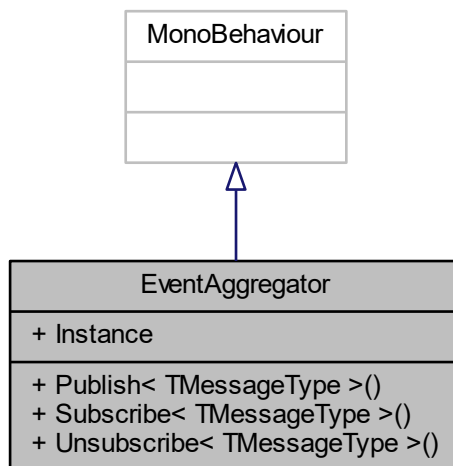 MonoBehaviour
EventAggregator
+ Instance
+ Publish< TMessageType >()
+ Subscribe< TMessageType >()
+ Unsubscribe< TMessageType >()